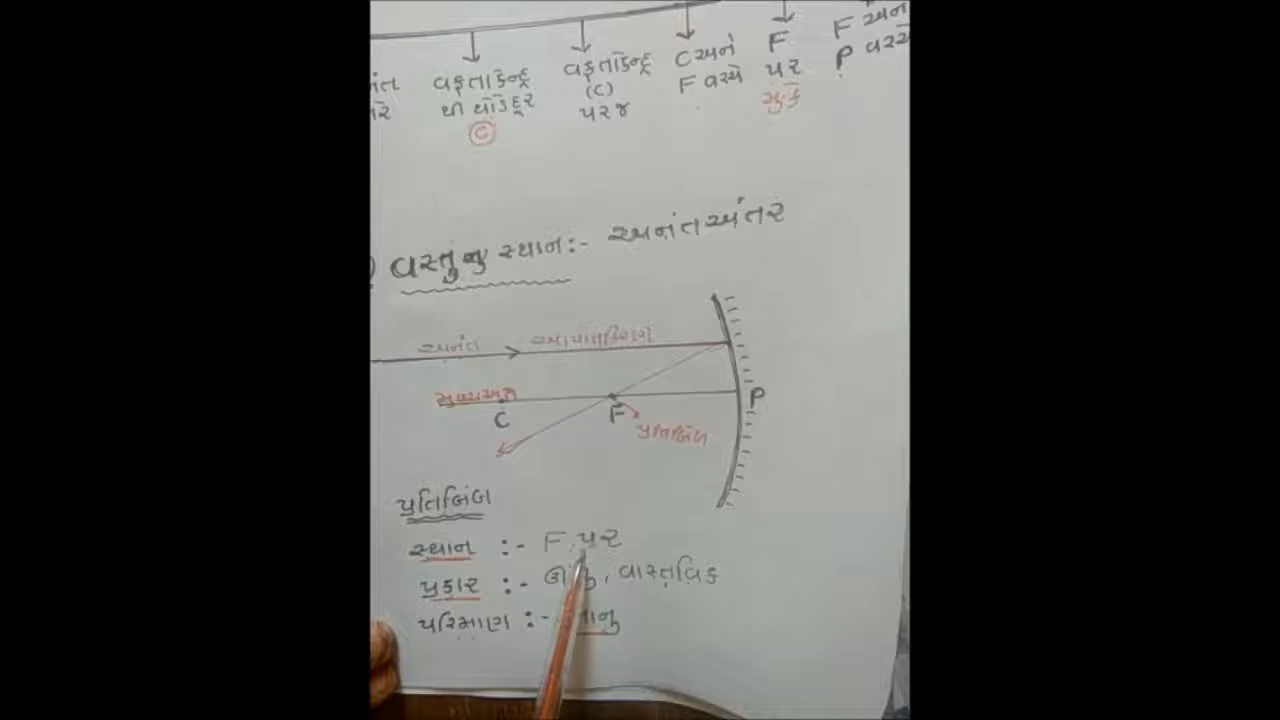 વક્રતાકેન્દ્ર
થી થોડેદૂર
C
વક્રતાકેન્દ્ર
(C)
પર જ
C અને
F વચ્ચે
F
પર
F અને
P વચ્ચે
વસ્તુંનું સ્થાન:- અનંતઅંતર
અનંત
આપાતકિરણ
મુખ્યઅક્ષ
C
F
P
પ્રતિબિંબ
પ્રતિબિંબ
સ્થાન :- F પર
પ્રકાર :- વાસ્તવિક
પરિમાણ :-